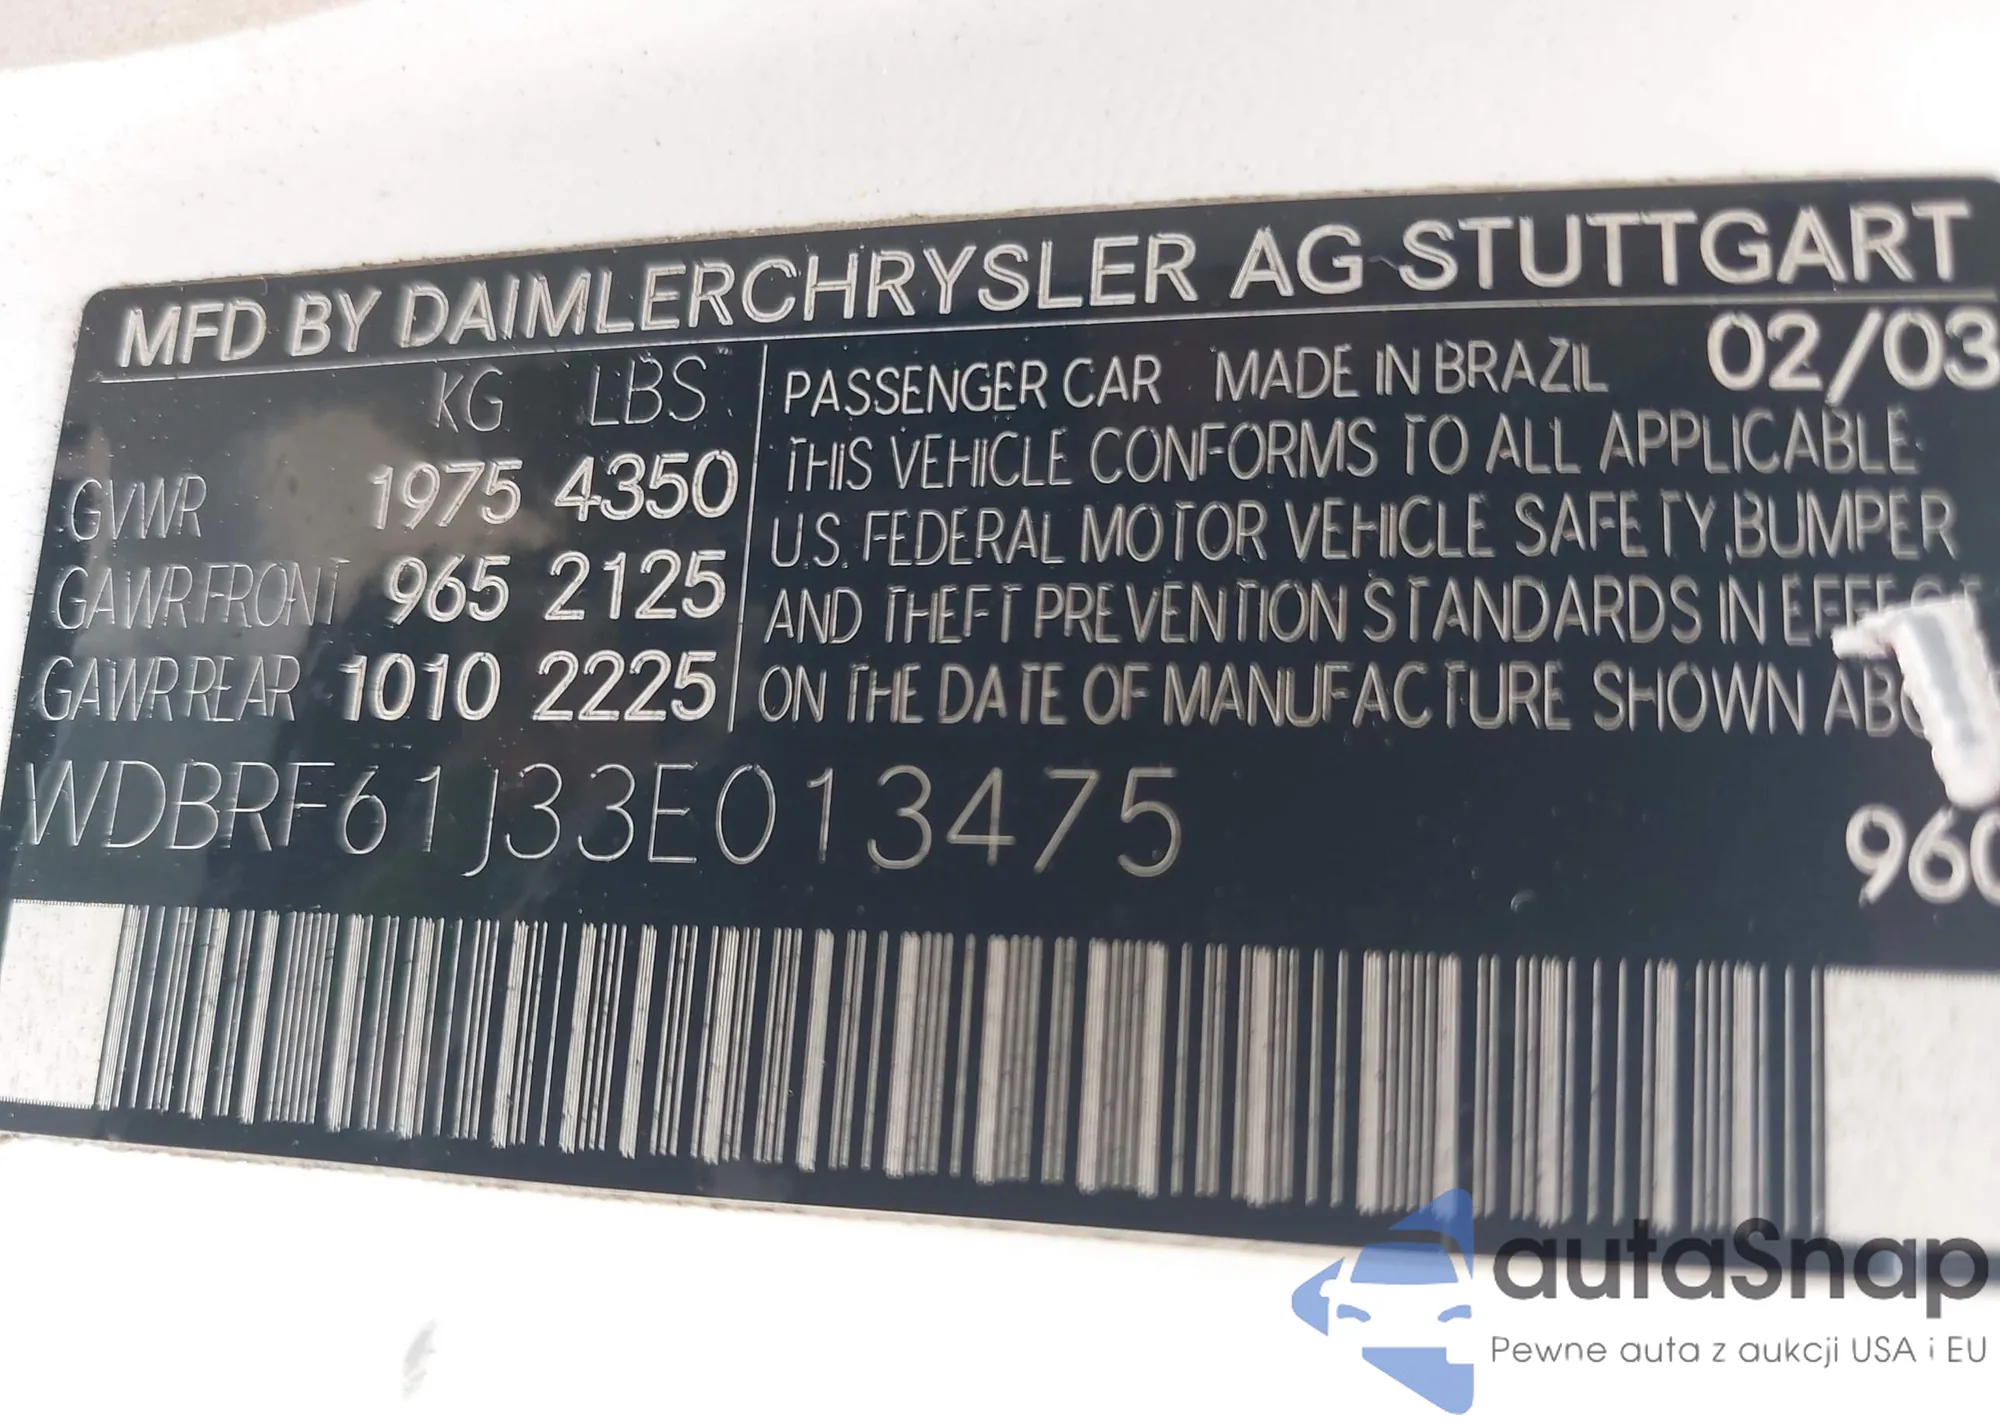 MFD BY DAIMLERCHRYSLER AG STUTTGART
KG LBS
GVWR 1975 4350
GAWR FRONT 965 2125
GAWR REAR 1010 2225
PASSENGER CAR MADE IN BRAZIL 02/03
THIS VEHICLE CONFORMS TO ALL APPLICABLE
U.S. FEDERAL MOTOR VEHICLE SAFETY, BUMPER
AND THEFT PREVENTION STANDARDS IN EFFECT
ON THE DATE OF MANUFACTURE SHOWN
WDBRF61J33E013475
960
autaSnap
Pewne auta z aukcji USA i EU